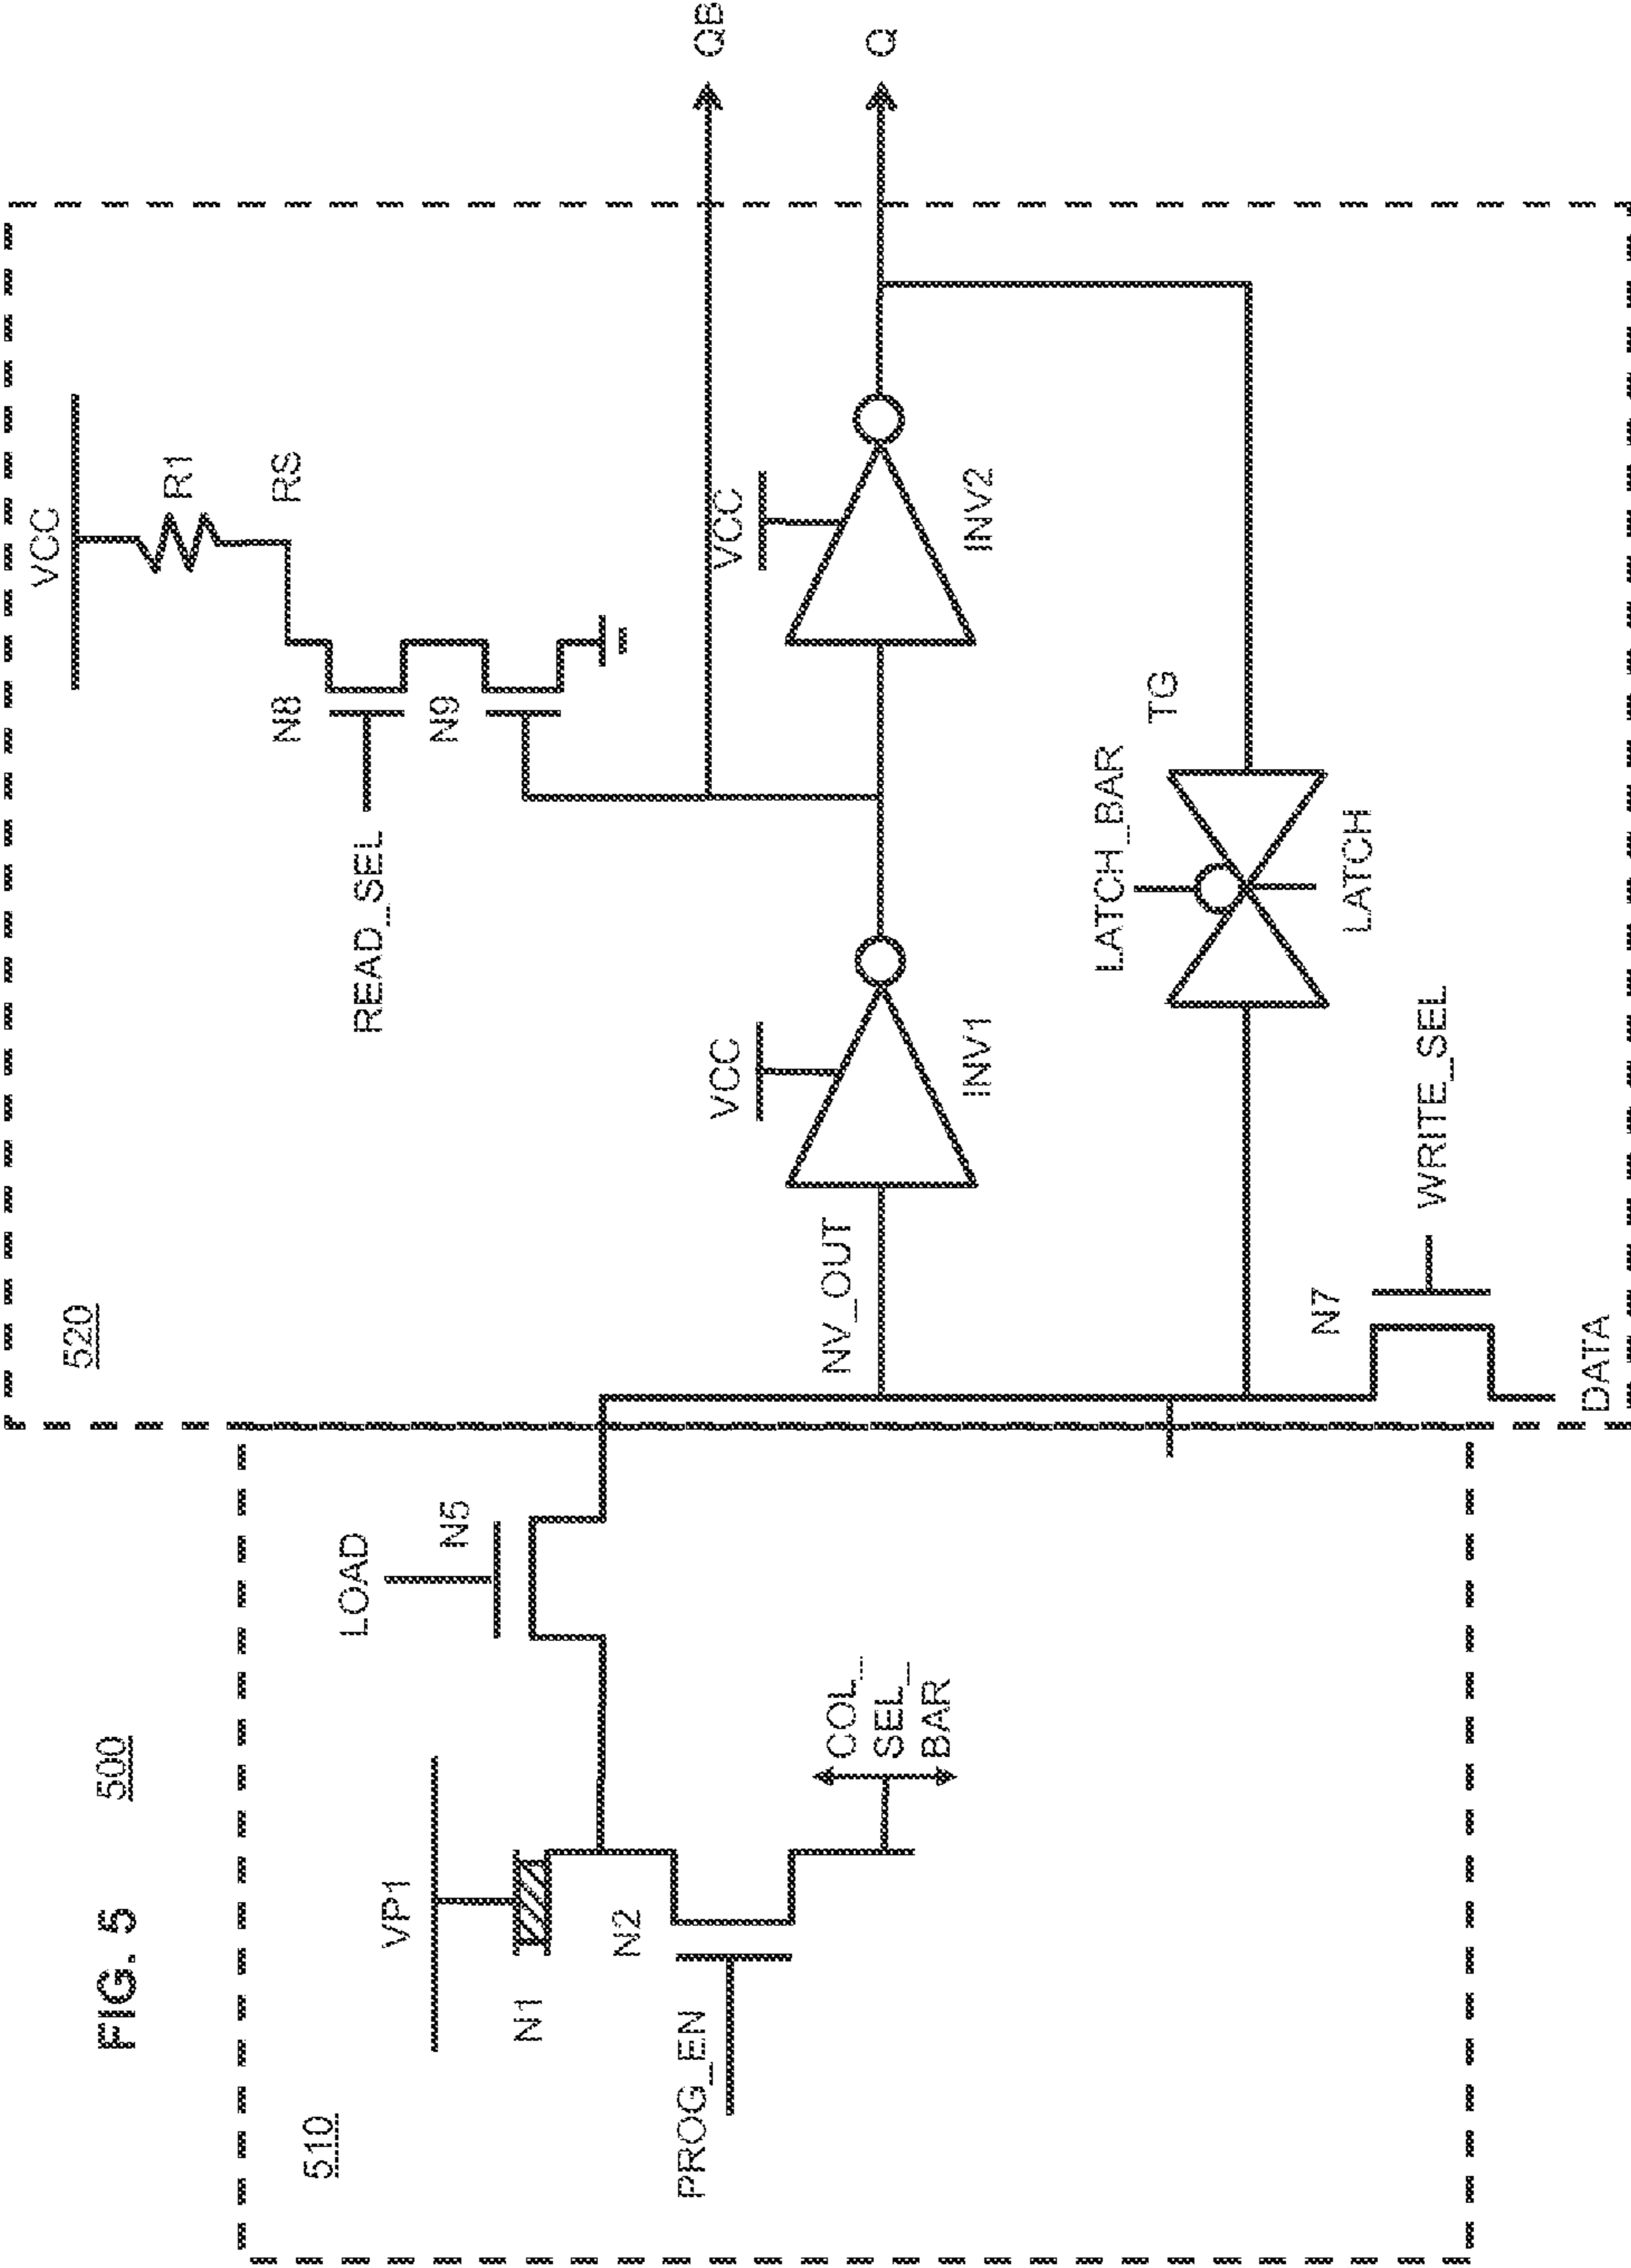 FIG. 5
500
510
520
VP1
N1
N2
PROG_EN
COL_
SEL_
BAR
LOAD
N5
VCC
R1
RS
N8
N9
READ_SEL
QB
VCC
INV1
VCC
INV2
Q
NV_OUT
LATCH_BAR
TG
LATCH
N7
WRITE_SEL
DATA